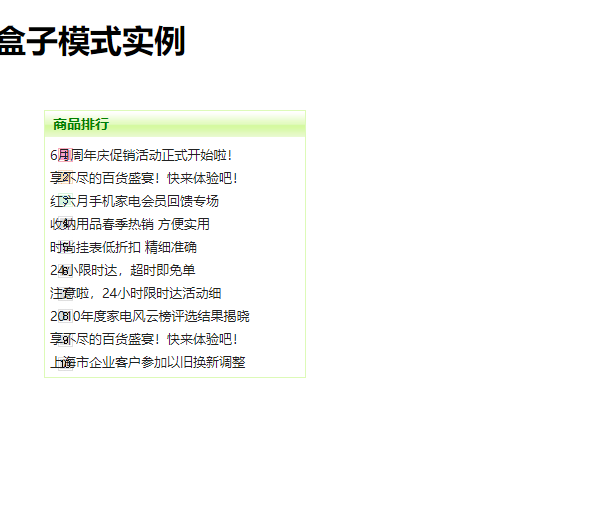 盒子模式实例
商品排行
6月周年庆促销活动正式开始啦！
享不尽的百货盛宴！快来体验吧！
红六月手机家电会员回馈专场
收纳用品春季热销 方便实用
时尚挂表低折扣 精细准确
24小限时达，超时即免单
注意啦，24小时限时达活动细
2010年度家电风云榜评选结果揭晓
享不尽的百货盛宴！快来体验吧！
上海市企业客户参加以旧换新调整